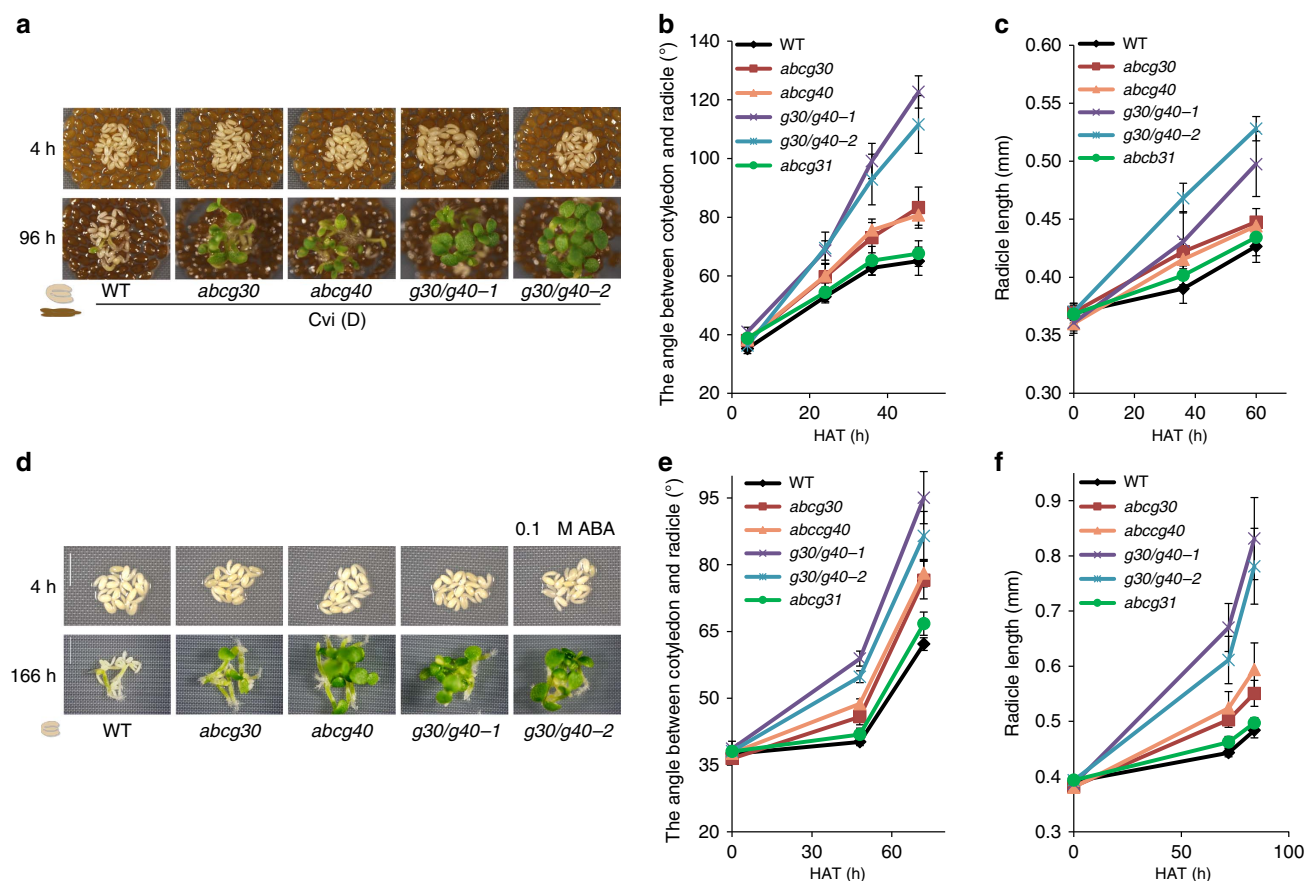 a
4 h
96 h
WT abcg30 abcg40 g30/g40–1 g30/g40–2
Cvi (D)
b
The angle between cotyledon and radicle (°)
140
120
100
80
60
40
20
0 20 40
HAT (h)
WT
abcg30
abcg40
g30/g40–1
g30/g40–2
abcg31
c
Radicle length (mm)
0.60
0.55
0.50
0.45
0.40
0.35
0.30
0 20 40 60
HAT (h)
WT
abcg30
abcg40
g30/g40–1
g30/g40–2
abcb31
d
0.1 M ABA
4 h
166 h
WT abcg30 abcg40 g30/g40–1 g30/g40–2
e
The angle between cotyledon and radicle (°)
95
80
65
50
35
20
0 30 60
HAT (h)
WT
abcg30
abccg40
g30/g40–1
g30/g40–2
abcg31
f
Radicle length (mm)
0.9
0.8
0.7
0.6
0.5
0.4
0.3
0 50 100
HAT (h)
WT
abcg30
abccg40
g30/g40–1
g30/g40–2
abcg31